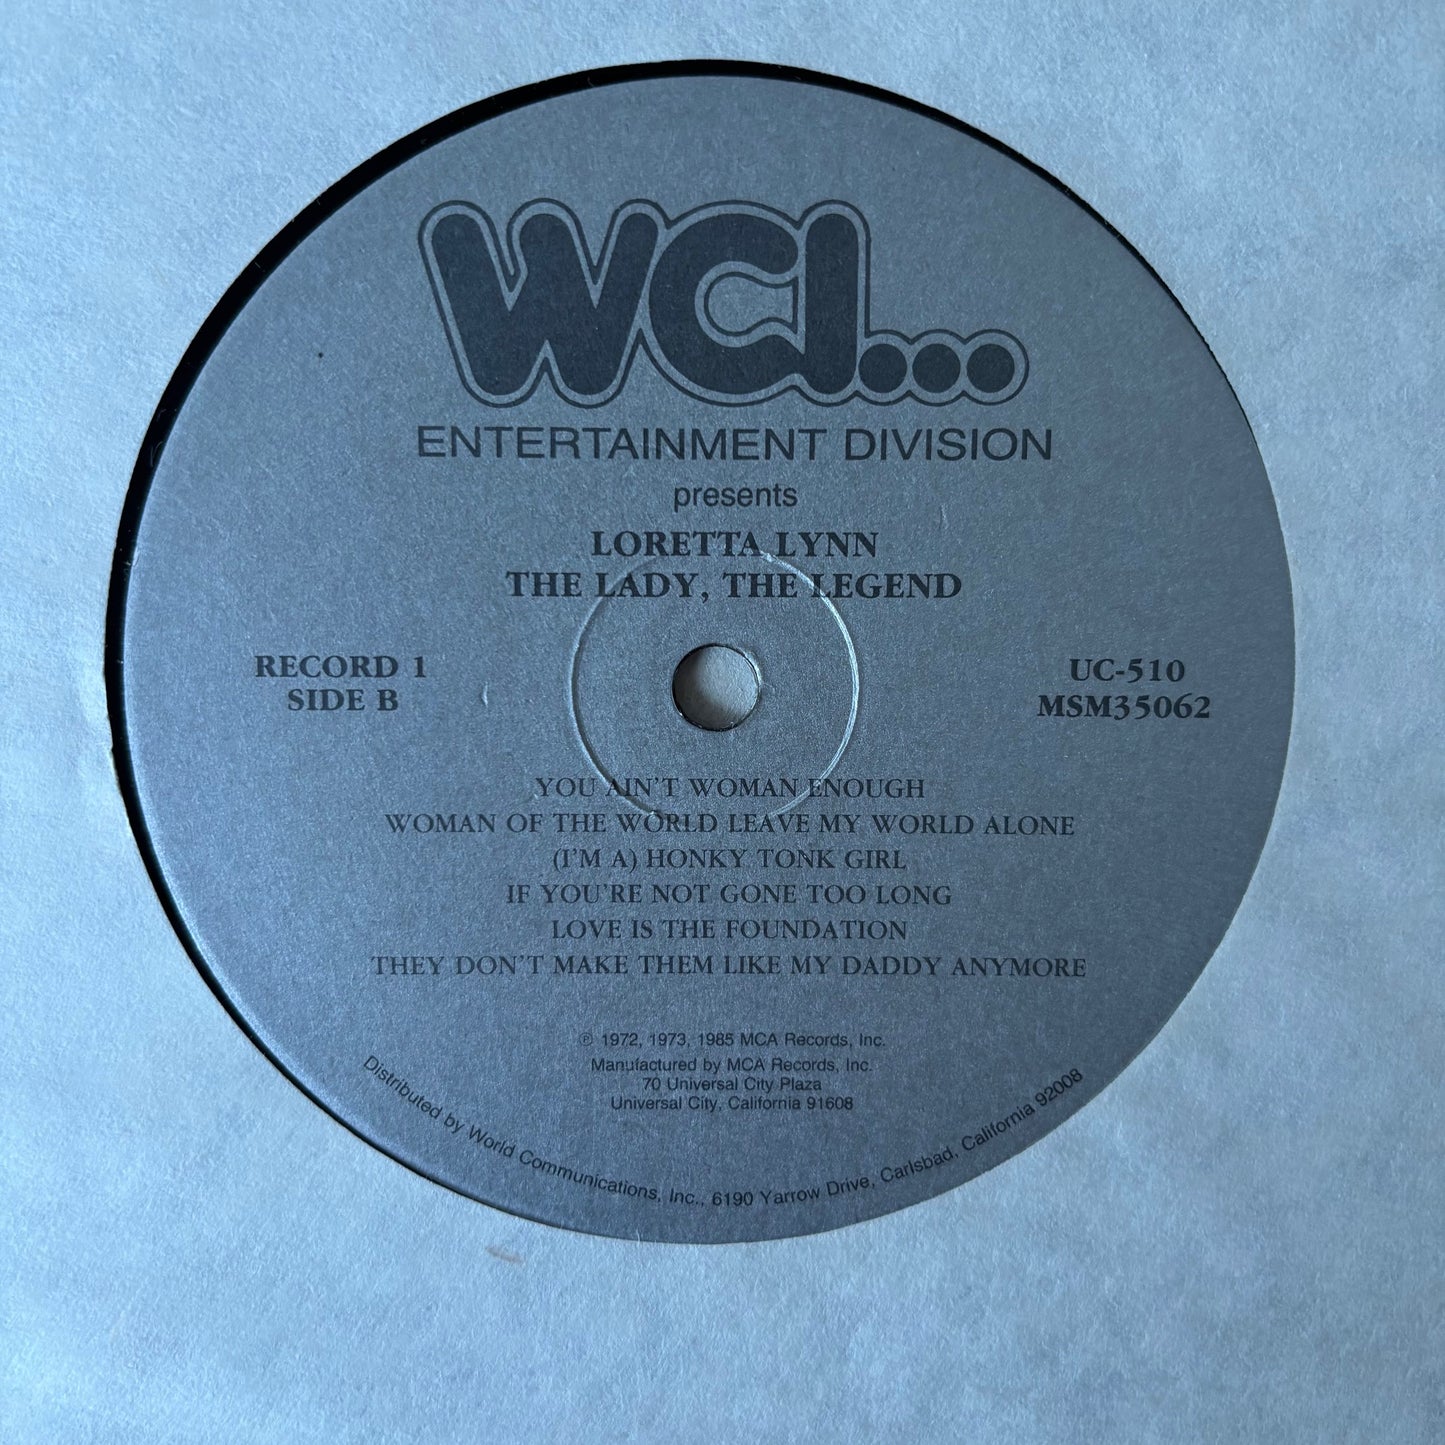 WCI...
ENTERTAINMENT DIVISION
presents
LORETTA LYNN
THE LADY, THE LEGEND
RECORD 1
SIDE B
UC-510
MSM35062
YOU AIN'T WOMAN ENOUGH
WOMAN OF THE WORLD LEAVE MY WORLD ALONE
(I'M A) HONKY TONK GIRL
IF YOU'RE NOT GONE TOO LONG
LOVE IS THE FOUNDATION
THEY DON'T MAKE THEM LIKE MY DADDY ANYMORE
℗ 1972, 1973, 1985 MCA Records, Inc.
Manufactured by MCA Records, Inc.
70 Universal City Plaza
Universal City, California 91608
Distributed by World Communications, Inc., 6190 Yarrow Drive, Carlsbad, California 92008